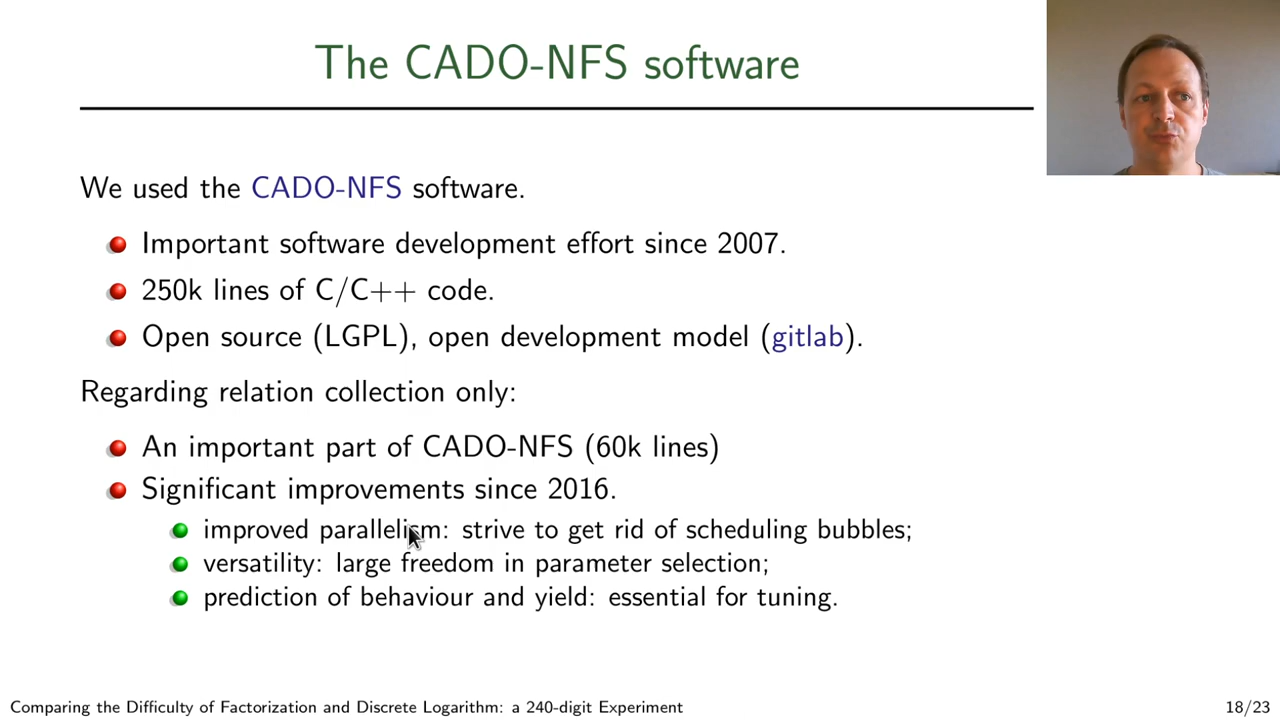 The CADO-NFS software
We used the CADO-NFS software.
Important software development effort since 2007.
250k lines of C/C++ code.
Open source (LGPL), open development model (gitlab).
Regarding relation collection only:
An important part of CADO-NFS (60k lines)
Significant improvements since 2016.
improved parallelism: strive to get rid of scheduling bubbles;
versatility: large freedom in parameter selection;
prediction of behaviour and yield: essential for tuning.
Comparing the Difficulty of Factorization and Discrete Logarithm: a 240-digit Experiment
18/23